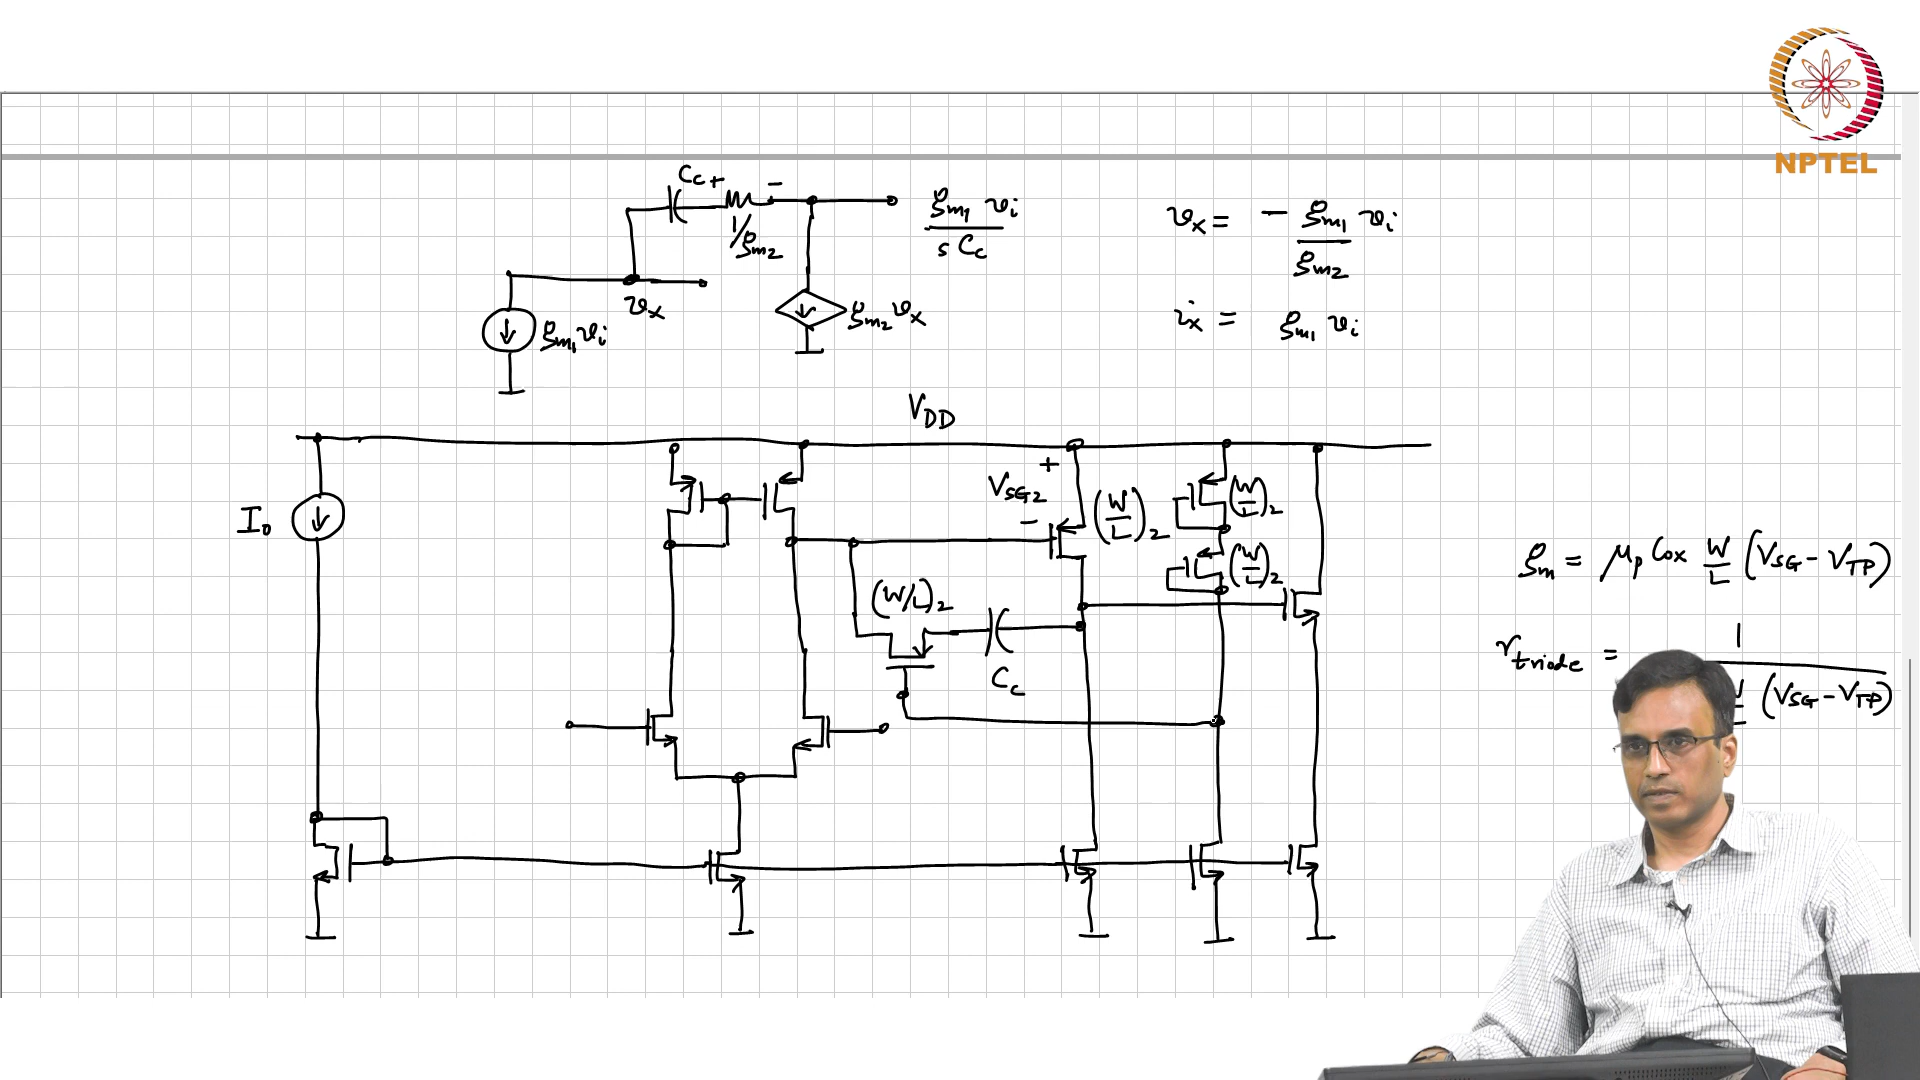 NPTEL
Cc + −
1/gm2
gm1 vi / s Cc
vx = − gm1 / gm2 vi
vx
gm1 vi
gm2 vx
ix = gm1 vi
VDD
I0
VSG2 + −
(W/L)2
(W/L)2
(W/L)2
(W/L)2
Cc
gm = μp Cox W/L (VSG − VTP)
rtriode = 1 / (VSG − VTP)